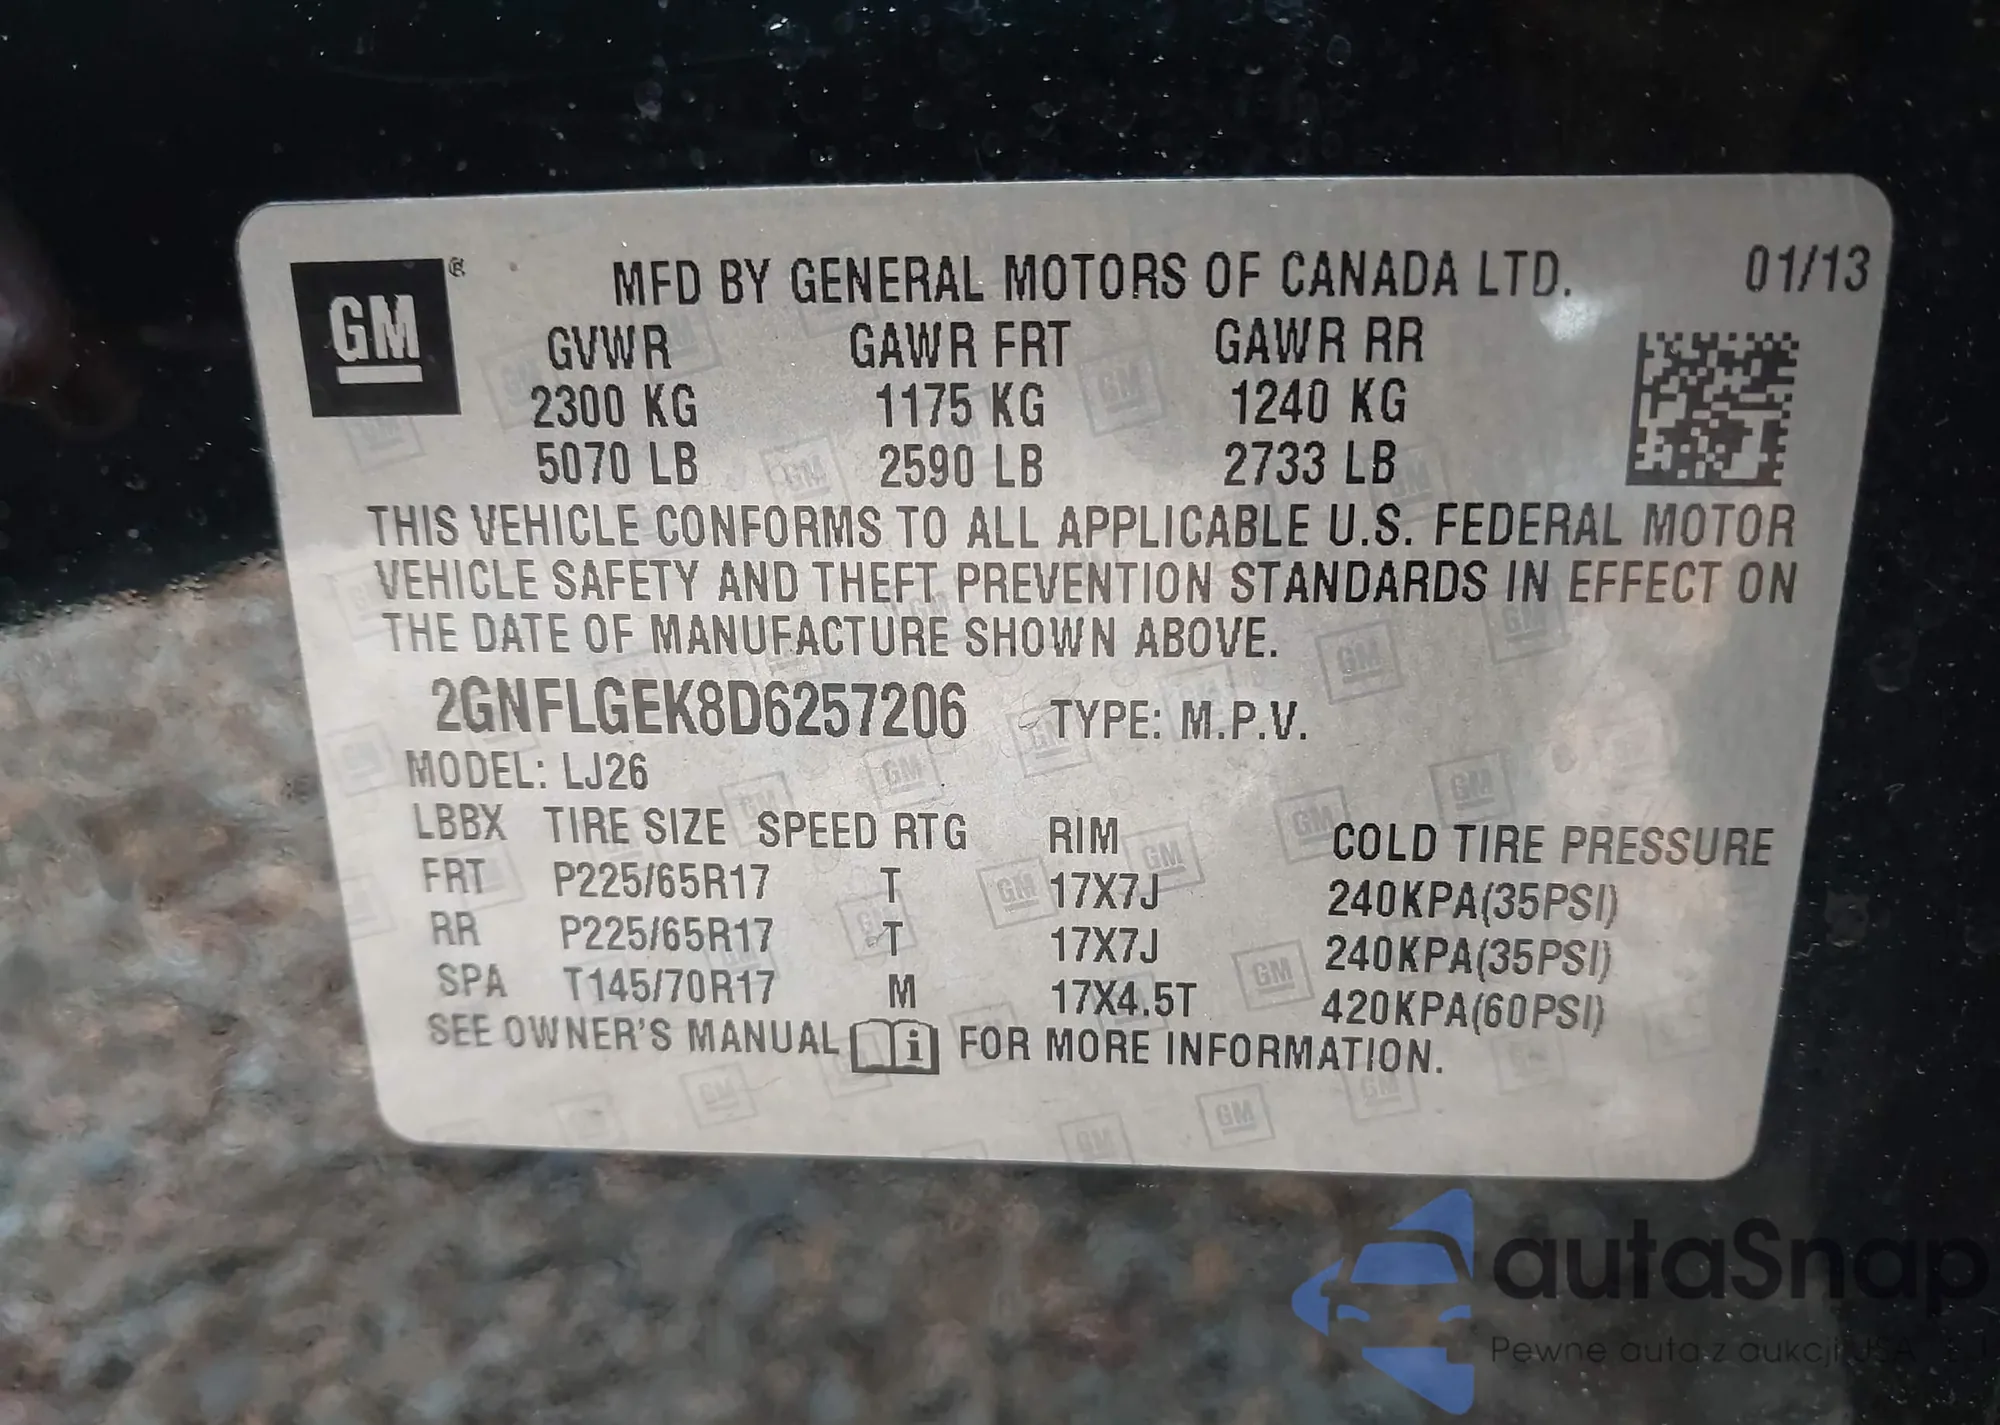 GM ®
MFD BY GENERAL MOTORS OF CANADA LTD. 01/13
GVWR GAWR FRT GAWR RR
2300 KG 1175 KG 1240 KG
5070 LB 2590 LB 2733 LB
THIS VEHICLE CONFORMS TO ALL APPLICABLE U.S. FEDERAL MOTOR
VEHICLE SAFETY AND THEFT PREVENTION STANDARDS IN EFFECT ON
THE DATE OF MANUFACTURE SHOWN ABOVE.
2GNFLGEK8D6257206 TYPE: M.P.V.
MODEL: LJ26
LBBX TIRE SIZE SPEED RTG RIM COLD TIRE PRESSURE
FRT P225/65R17 T 17X7J 240KPA(35PSI)
RR P225/65R17 T 17X7J 240KPA(35PSI)
SPA T145/70R17 M 17X4.5T 420KPA(60PSI)
SEE OWNER'S MANUAL i FOR MORE INFORMATION.
autaSnap
Pewne auta z aukcji USA